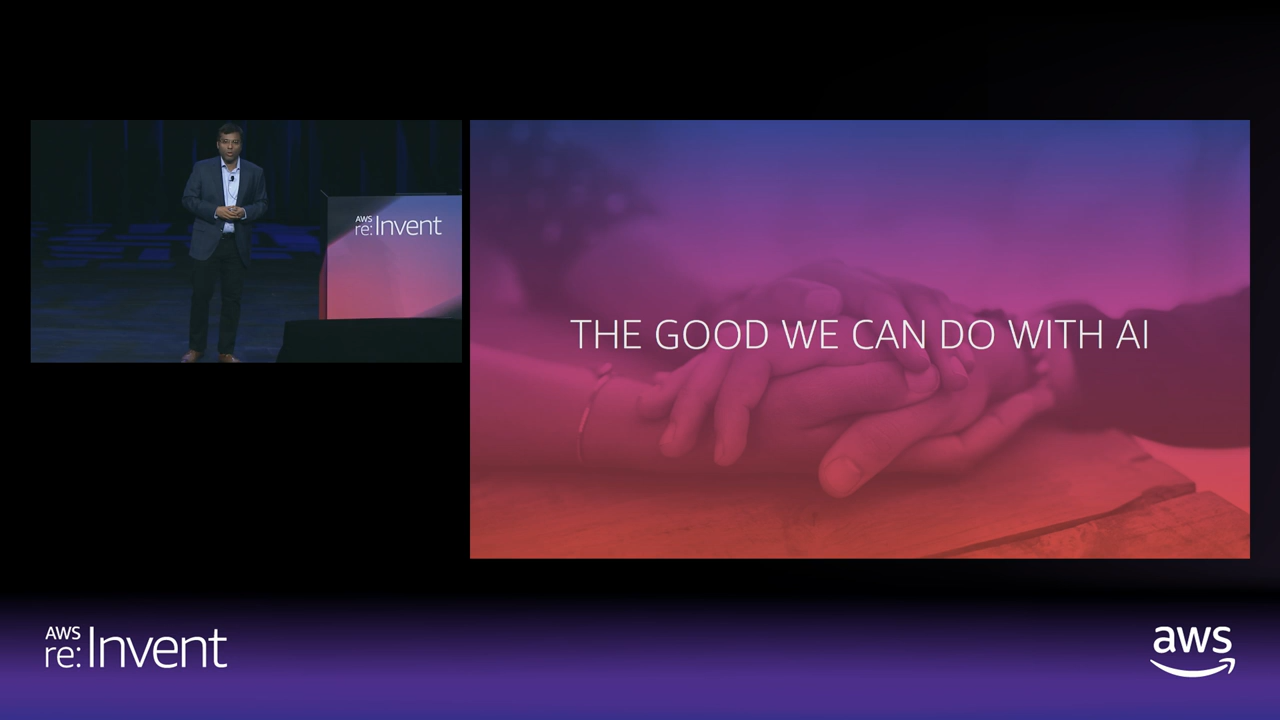 AWS
re:Invent
THE GOOD WE CAN DO WITH AI
AWS
re:Invent
aws